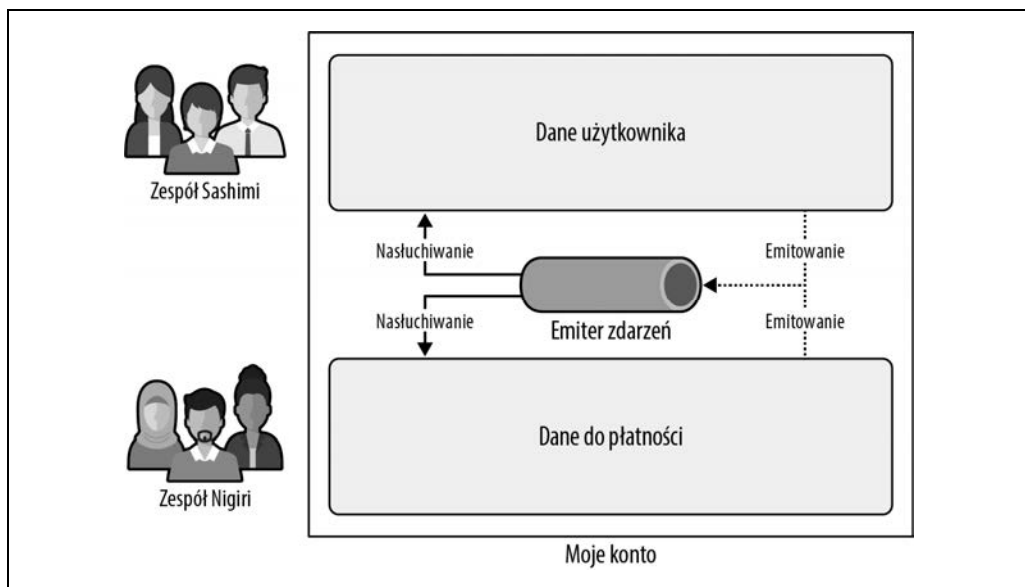 Dane użytkownika
Zespół Sashimi
Nasłuchiwanie
Emitowanie
Nasłuchiwanie
Emitowanie
Emiter zdarzeń
Dane do płatności
Zespół Nigiri
Moje konto